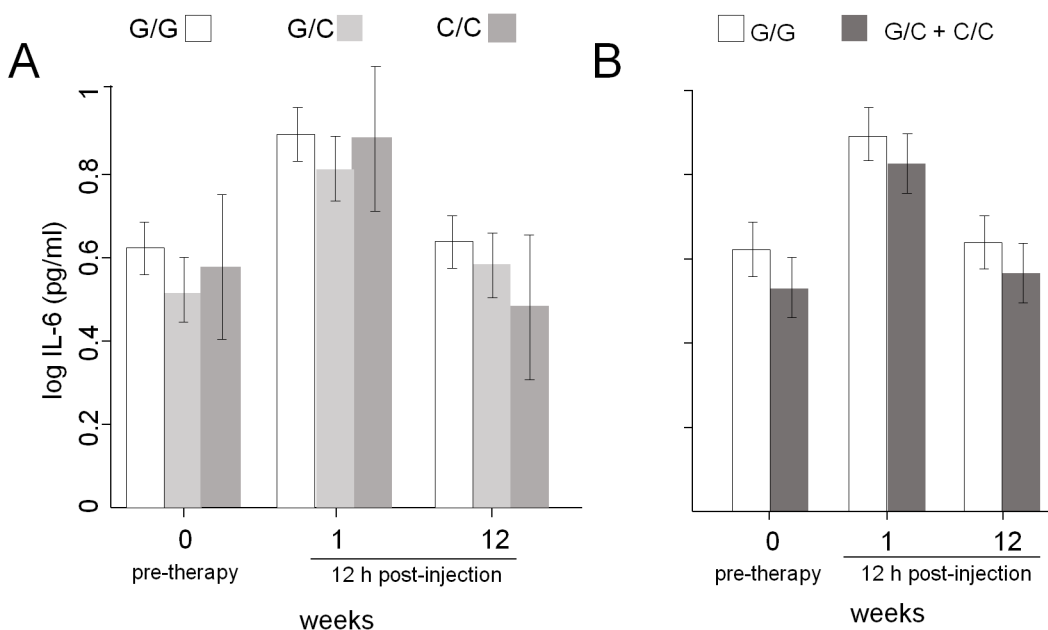 G/G G/C C/C
A
log IL-6 (pg/ml)
1
0.8
0.6
0.4
0.2
0
0 1 12
pre-therapy 12 h post-injection
weeks
G/G G/C + C/C
B
0 1 12
pre-therapy 12 h post-injection
weeks